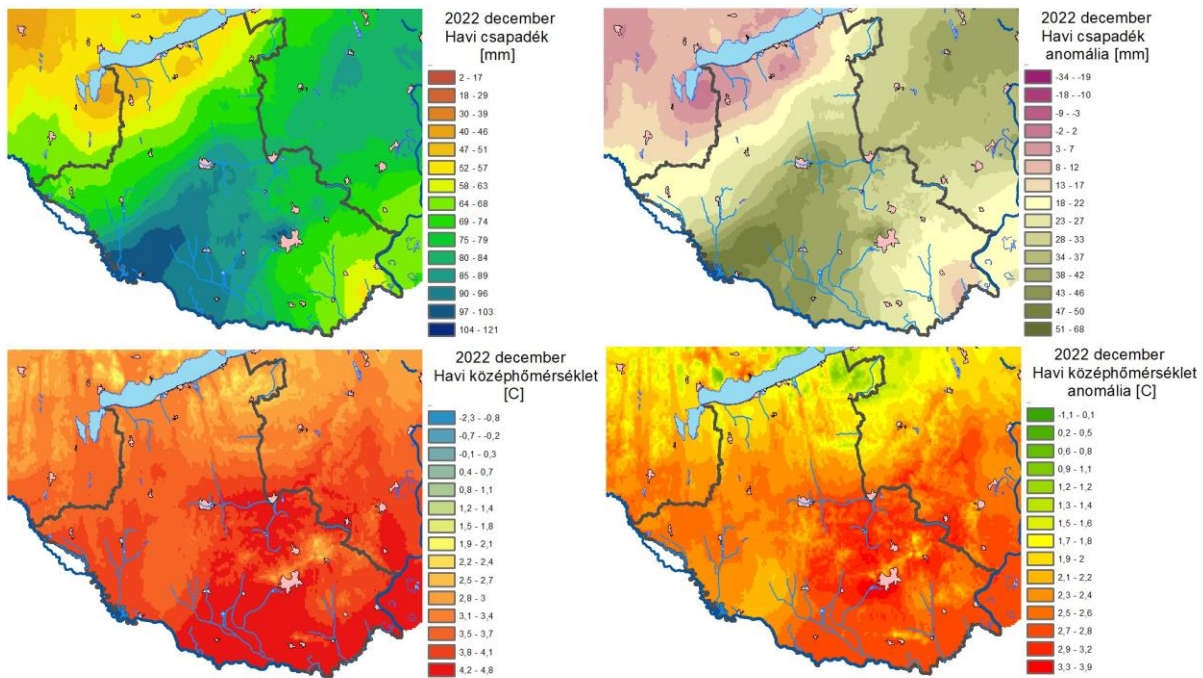 2022 december
Havi csapadék
[mm]
2 - 17
18 - 29
30 - 39
40 - 46
47 - 51
52 - 57
58 - 63
64 - 68
69 - 74
75 - 79
80 - 84
85 - 89
90 - 96
97 - 103
104 - 121
2022 december
Havi csapadék
anomália [mm]
-34 - -19
-18 - -10
-9 - -3
-2 - 2
3 - 7
8 - 12
13 - 17
18 - 22
23 - 27
28 - 33
34 - 37
38 - 42
43 - 46
47 - 50
51 - 68
2022 december
Havi középhőmérséklet
[C]
-2,3 - -0,8
-0,7 - -0,2
-0,1 - 0,3
0,4 - 0,7
0,8 - 1,1
1,2 - 1,4
1,5 - 1,8
1,9 - 2,1
2,2 - 2,4
2,5 - 2,7
2,8 - 3
3,1 - 3,4
3,5 - 3,7
3,8 - 4,1
4,2 - 4,8
2022 december
Havi középhőmérséklet
anomália [C]
-1,1 - 0,1
0,2 - 0,5
0,6 - 0,8
0,9 - 1,1
1,2 - 1,2
1,3 - 1,4
1,5 - 1,6
1,7 - 1,8
1,9 - 2
2,1 - 2,2
2,3 - 2,4
2,5 - 2,6
2,7 - 2,8
2,9 - 3,2
3,3 - 3,9